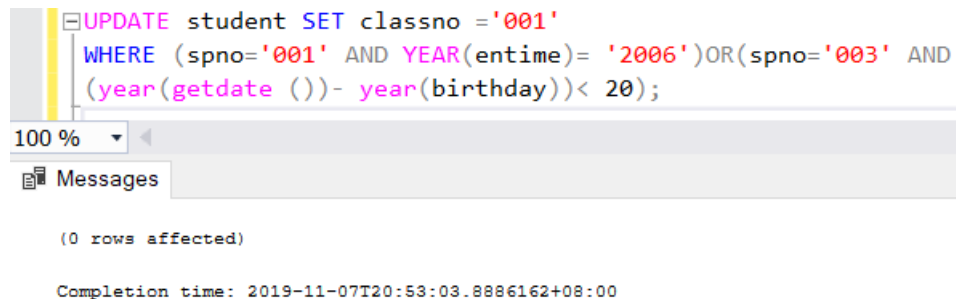 UPDATE student SET classno ='001'
WHERE (spno='001' AND YEAR(entime)= '2006')OR(spno='003' AND
(year(getdate ())- year(birthday))< 20);
100 %
Messages
(0 rows affected)
Completion time: 2019-11-07T20:53:03.8886162+08:00